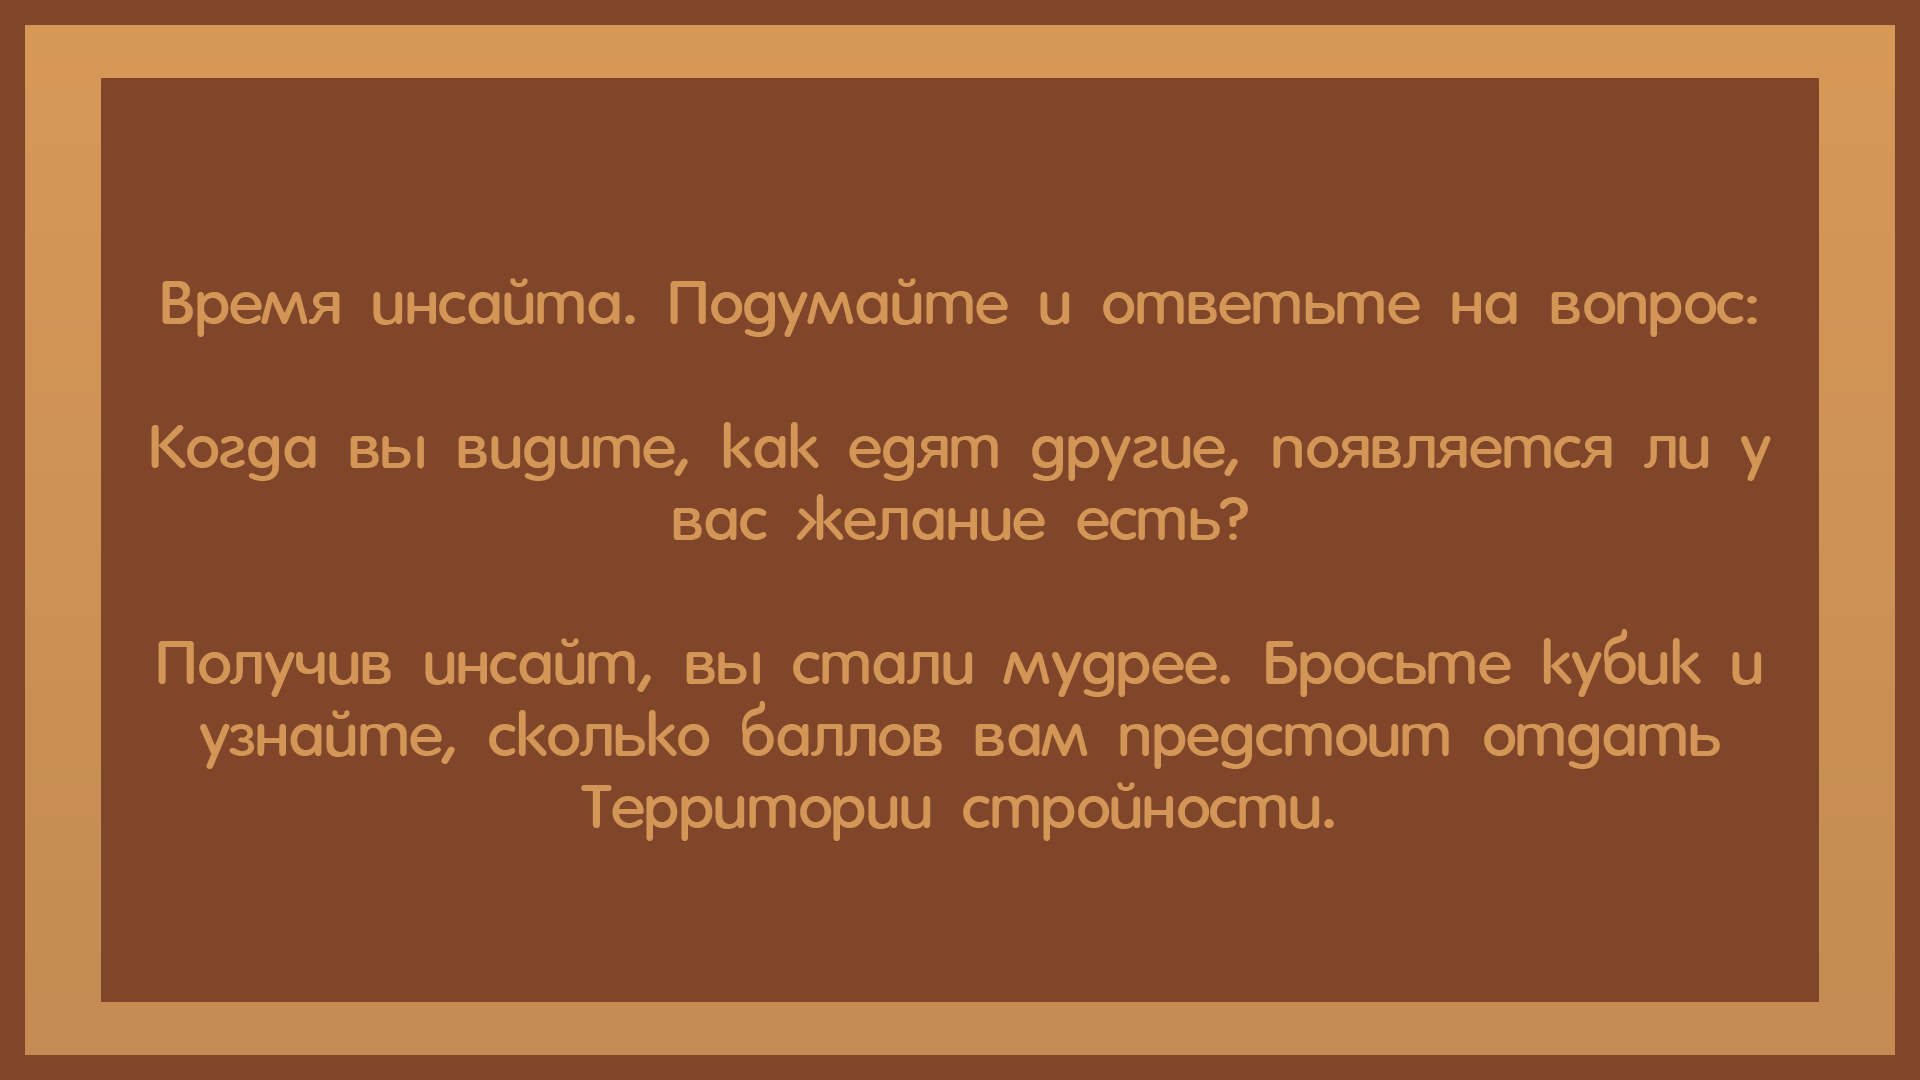 Время инсайта. Подумайте и ответьте на вопрос:
Когда вы видите, как едят другие, появляется ли у
вас желание есть?
Получив инсайт, вы стали мудрее. Бросьте кубик и
узнайте, сколько баллов вам предстоит отдать
Территории стройности.